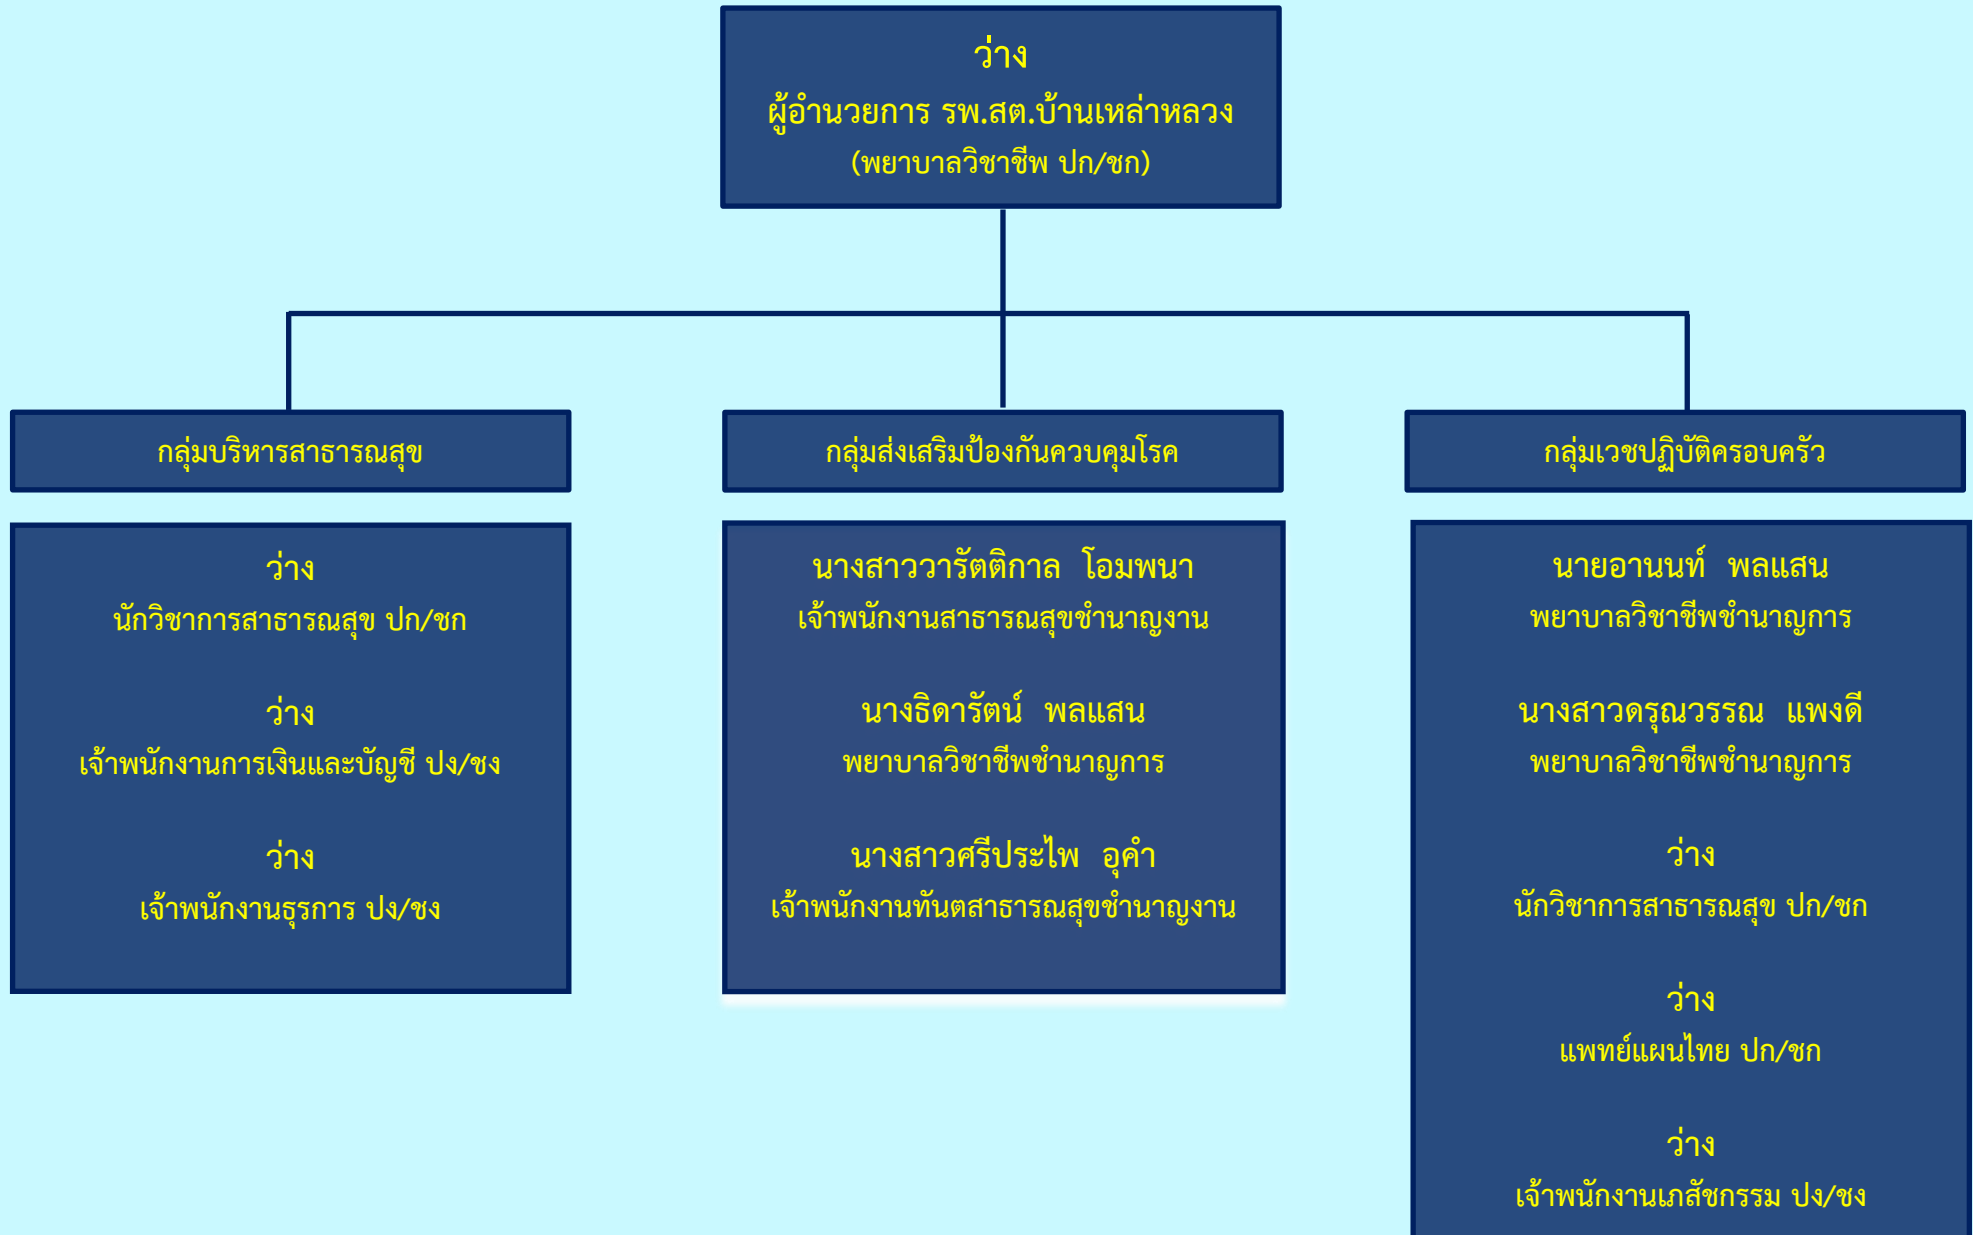 ว่าง
ผู้อำนวยการ รพ.สต.บ้านเหล่าหลวง
(พยาบาลวิชาชีพ ปก/ชก)
กลุ่มบริหารสาธารณสุข
ว่าง
นักวิชาการสาธารณสุข ปก/ชก
ว่าง
เจ้าพนักงานการเงินและบัญชี ปง/ชง
ว่าง
เจ้าพนักงานธุรการ ปง/ชง
กลุ่มส่งเสริมป้องกันควบคุมโรค
นางสาววารัตติกาล โอมพนา
เจ้าพนักงานสาธารณสุขชำนาญงาน
นางธิดารัตน์ พลแสน
พยาบาลวิชาชีพชำนาญการ
นางสาวศรีประไพ อุคำ
เจ้าพนักงานทันตสาธารณสุขชำนาญงาน
กลุ่มเวชปฏิบัติครอบครัว
นายอานนท์ พลแสน
พยาบาลวิชาชีพชำนาญการ
นางสาวดรุณวรรณ แพงดี
พยาบาลวิชาชีพชำนาญการ
ว่าง
นักวิชาการสาธารณสุข ปก/ชก
ว่าง
แพทย์แผนไทย ปก/ชก
ว่าง
เจ้าพนักงานเภสัชกรรม ปง/ชง